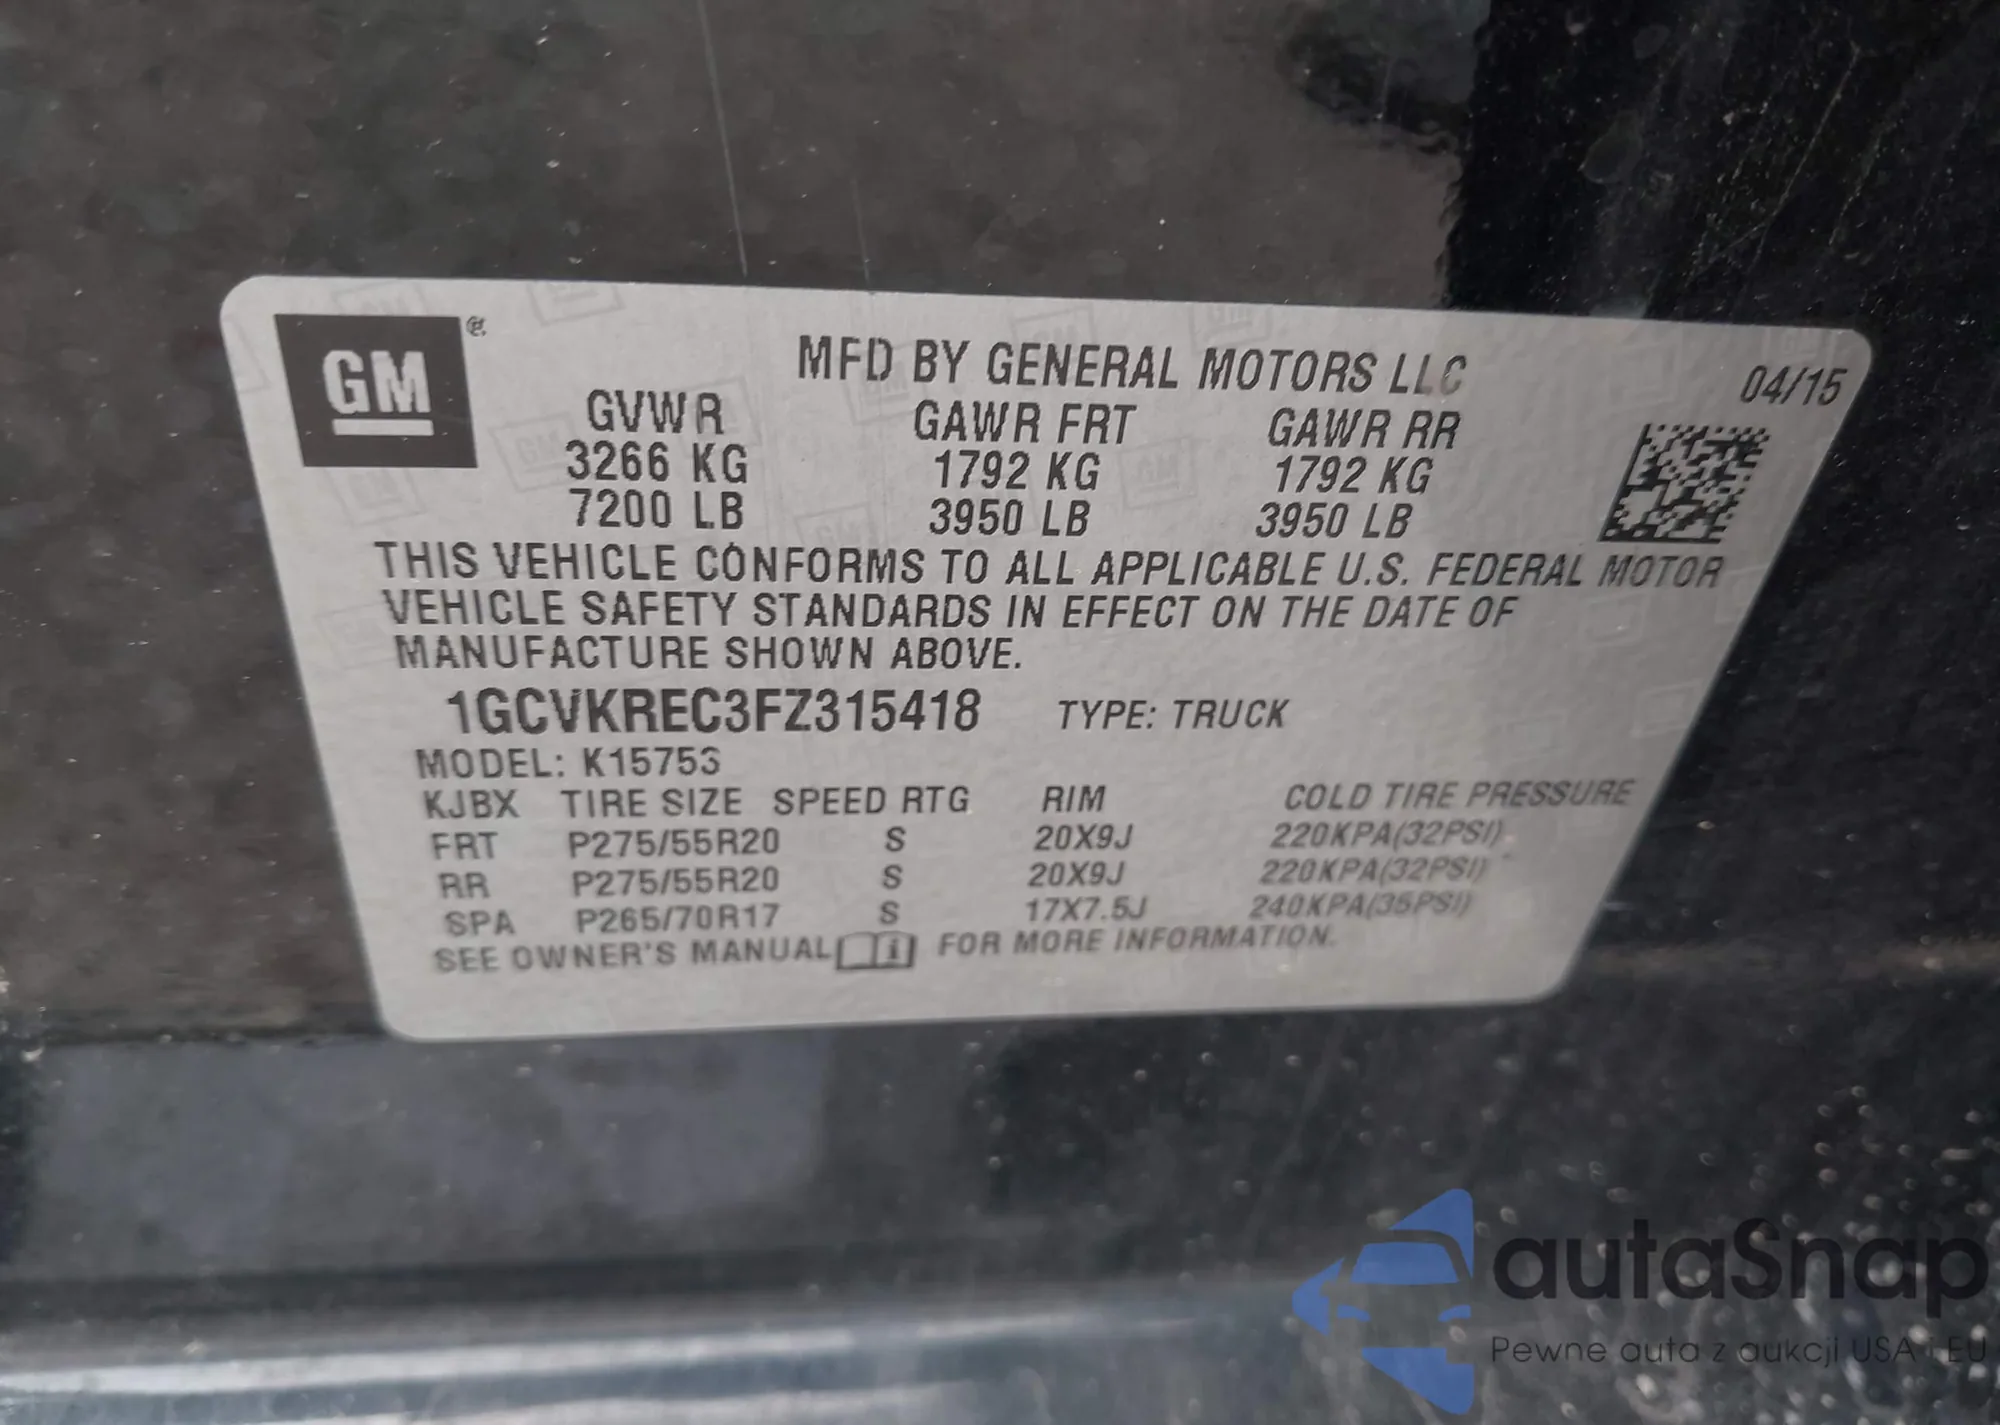 GM
MFD BY GENERAL MOTORS LLC
04/15
GVWR GAWR FRT GAWR RR
3266 KG 1792 KG 1792 KG
7200 LB 3950 LB 3950 LB
THIS VEHICLE CONFORMS TO ALL APPLICABLE U.S. FEDERAL MOTOR
VEHICLE SAFETY STANDARDS IN EFFECT ON THE DATE OF
MANUFACTURE SHOWN ABOVE.
1GCVKREC3FZ315418 TYPE: TRUCK
MODEL: K15753
KJBX TIRE SIZE SPEED RTG RIM COLD TIRE PRESSURE
FRT P275/55R20 S 20X9J 220KPA(32PSI)
RR P275/55R20 S 20X9J 220KPA(32PSI)
SPA P265/70R17 S 17X7.5J 240KPA(35PSI)
SEE OWNER'S MANUAL i FOR MORE INFORMATION.
autaSnap
Pewne auta z aukcji USA i EU